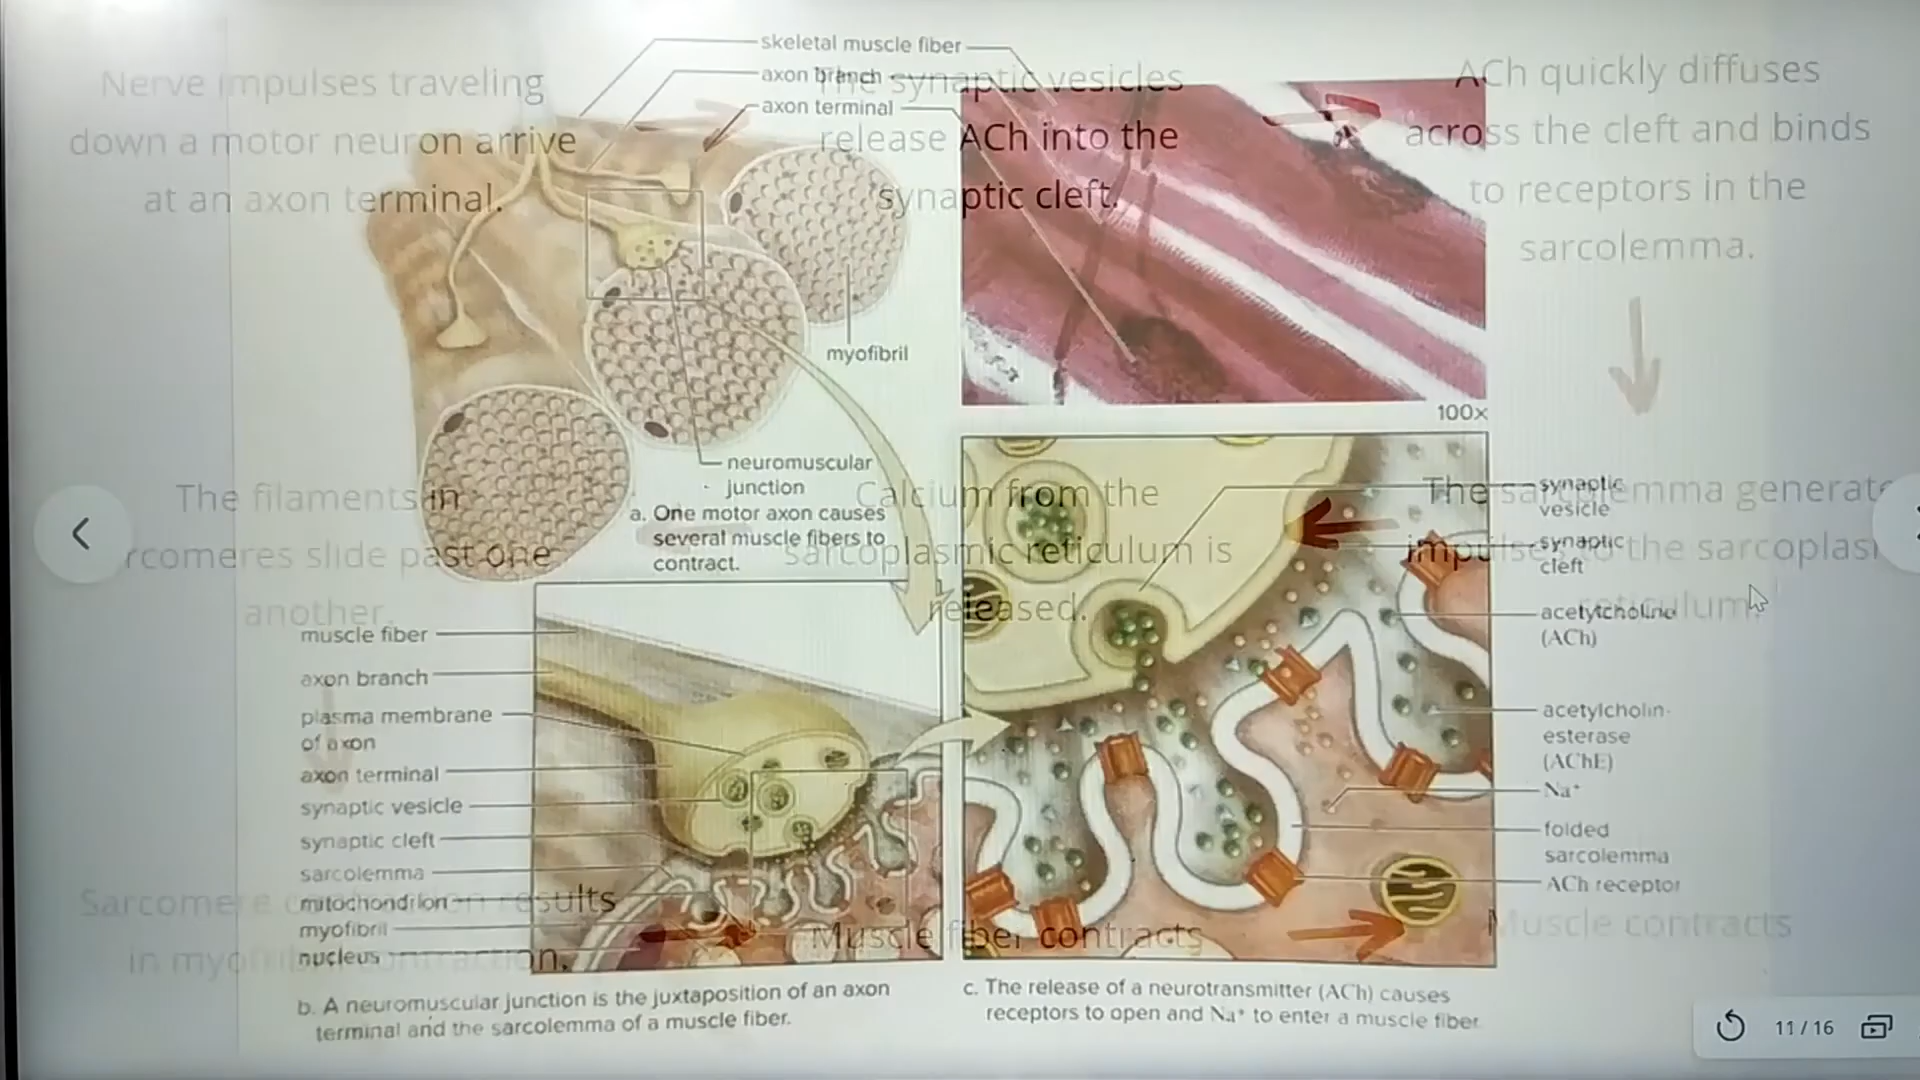 Nerve impulses traveling
down a motor neuron arrive
at an axon terminal.
The synaptic vesicles
release ACh into the
synaptic cleft.
ACh quickly diffuses
across the cleft and binds
to receptors in the
sarcolemma.
The sarcolemma generate
impulses to the sarcoplas
reticulum.
Calcium from the
sarcoplasmic reticulum is
released.
The filaments in
rcomeres slide past one
another.
Sarcomere contraction results
in myofibril contraction.
Muscle fiber contracts
Muscle contracts
skeletal muscle fiber
axon branch
axon terminal
myofibril
neuromuscular
junction
a. One motor axon causes
several muscle fibers to
contract.
100x
muscle fiber
axon branch
plasma membrane
of axon
axon terminal
synaptic vesicle
synaptic cleft
sarcolemma
mitochondrion
myofibril
nucleus
b. A neuromuscular junction is the juxtaposition of an axon
terminal and the sarcolemma of a muscle fiber.
synaptic
vesicle
synaptic
cleft
acetylcholine
(ACh)
acetylcholin-
esterase
(AChE)
Na+
folded
sarcolemma
ACh receptor
c. The release of a neurotransmitter (ACh) causes
receptors to open and Na+ to enter a muscle fiber.
11 / 16